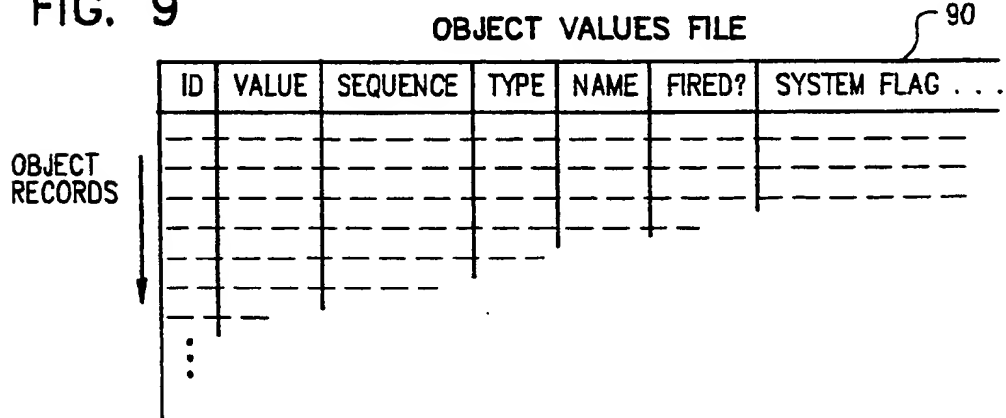 FIG. 9
OBJECT VALUES FILE
90
ID VALUE SEQUENCE TYPE NAME FIRED? SYSTEM FLAG . . .
OBJECT
RECORDS